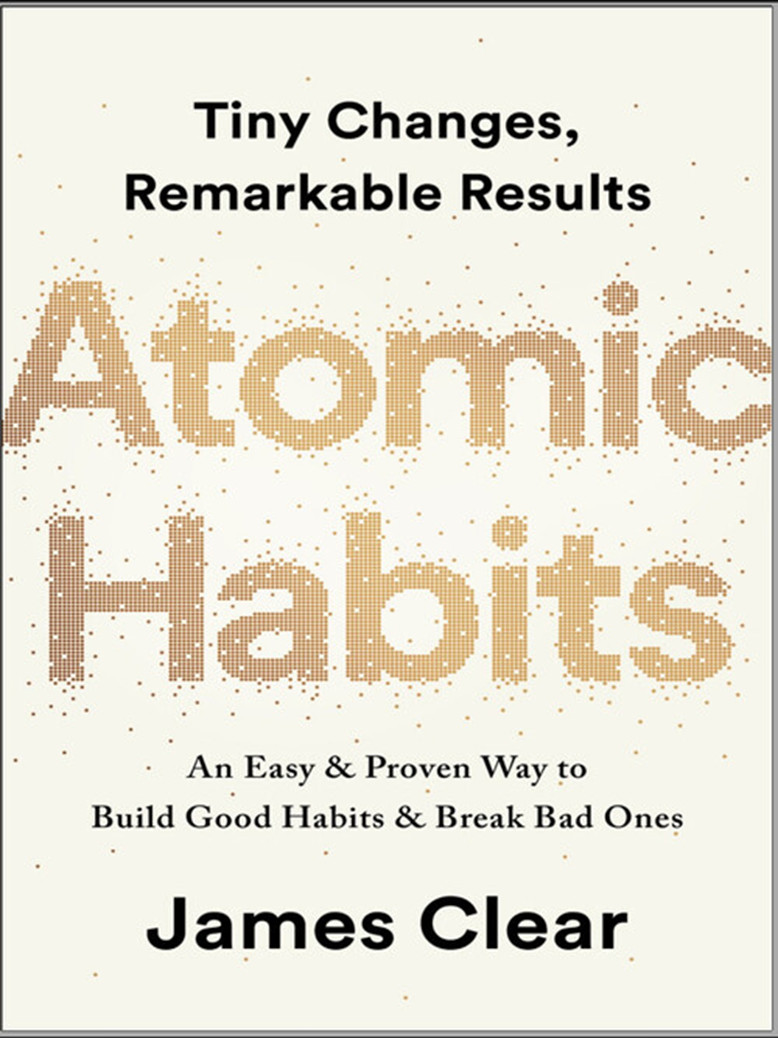 Tiny Changes,
Remarkable Results
Atomic
Habits
An Easy & Proven Way to
Build Good Habits & Break Bad Ones
James Clear